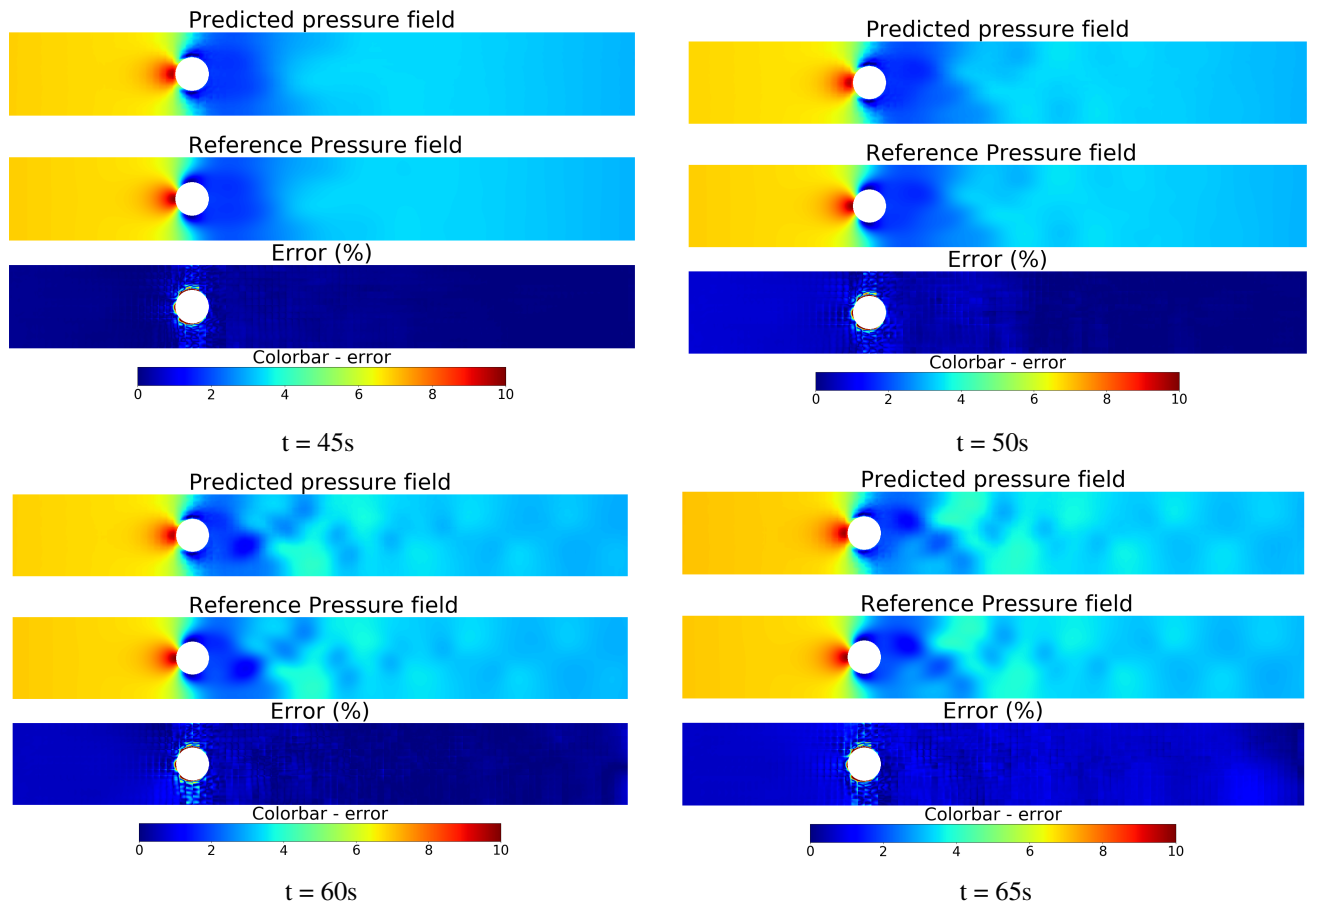 Predicted pressure field
Reference Pressure field
Error (%)
Colorbar - error
0 2 4 6 8 10
t = 45s
Predicted pressure field
Reference Pressure field
Error (%)
Colorbar - error
0 2 4 6 8 10
t = 50s
Predicted pressure field
Reference Pressure field
Error (%)
Colorbar - error
0 2 4 6 8 10
t = 60s
Predicted pressure field
Reference Pressure field
Error (%)
Colorbar - error
0 2 4 6 8 10
t = 65s